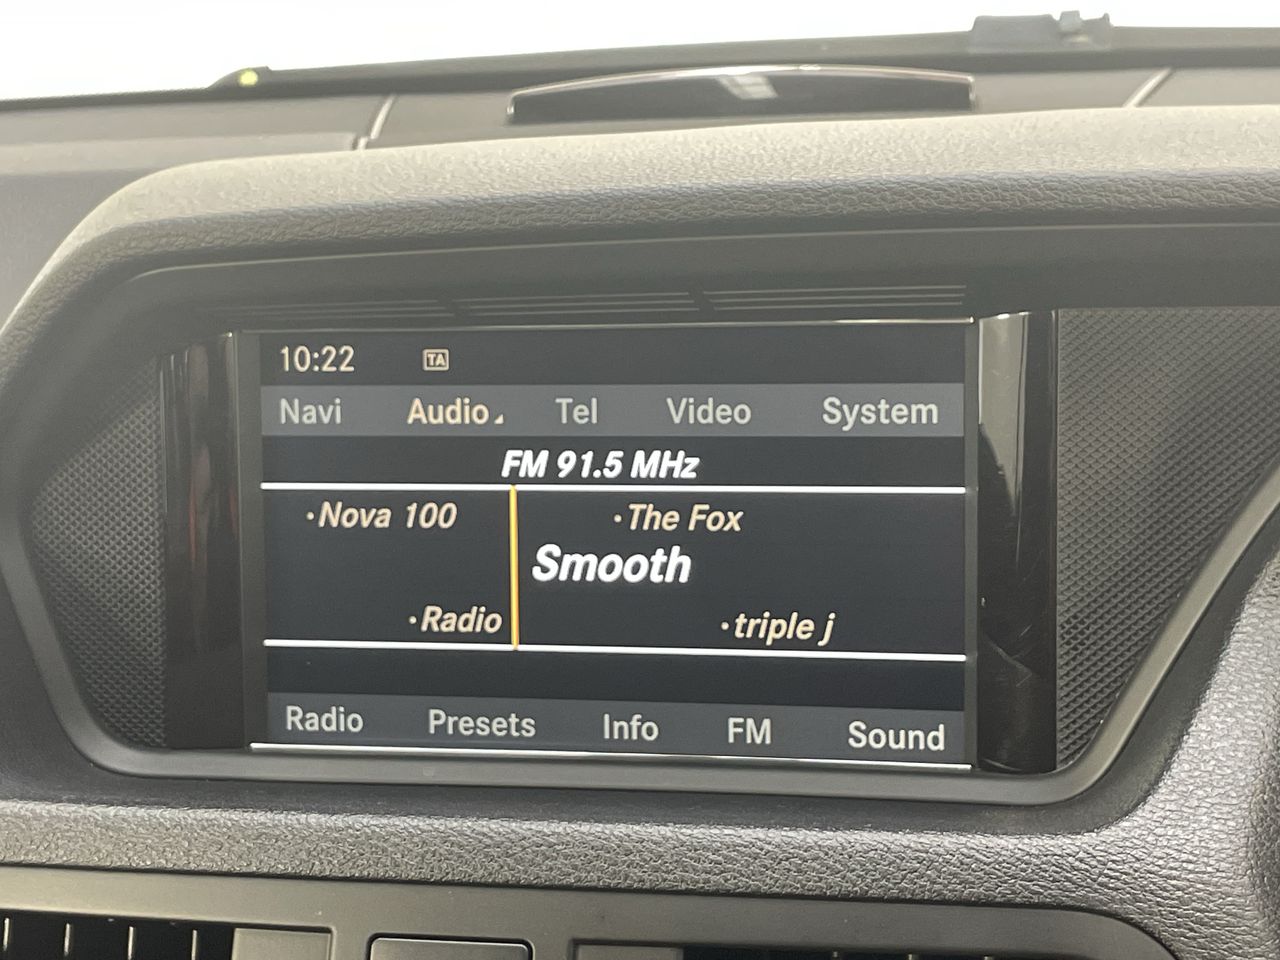 10:22 TA
Navi Audio Tel Video System
FM 91.5 MHz
·Nova 100 ·The Fox
Smooth
·Radio ·triple j
Radio Presets Info FM Sound